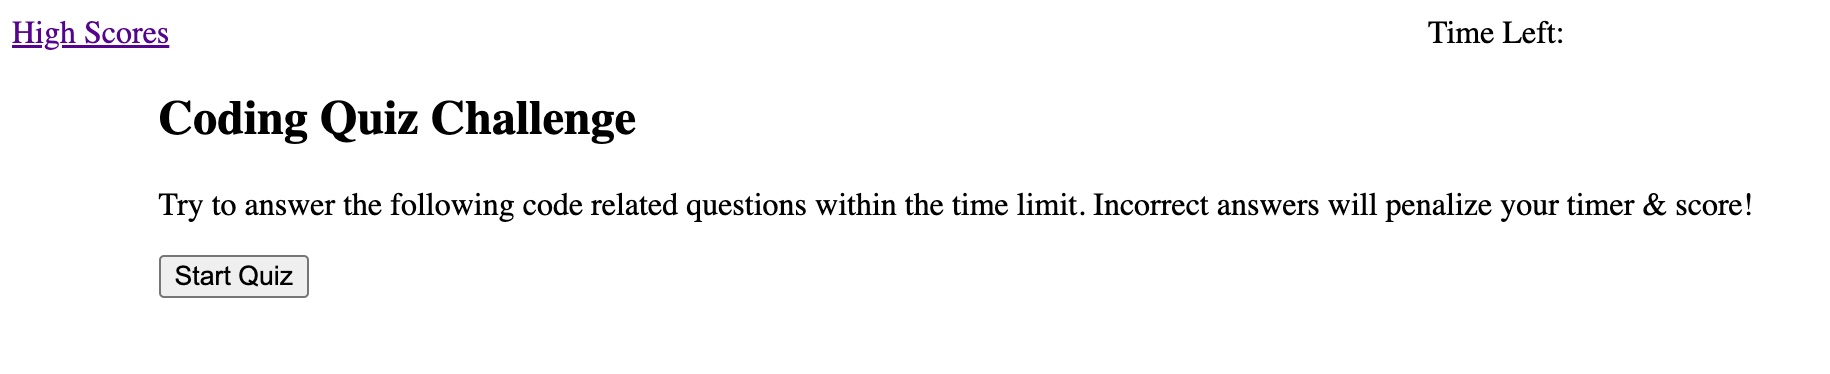 High Scores
Time Left:
Coding Quiz Challenge
Try to answer the following code related questions within the time limit. Incorrect answers will penalize your timer & score!
Start Quiz